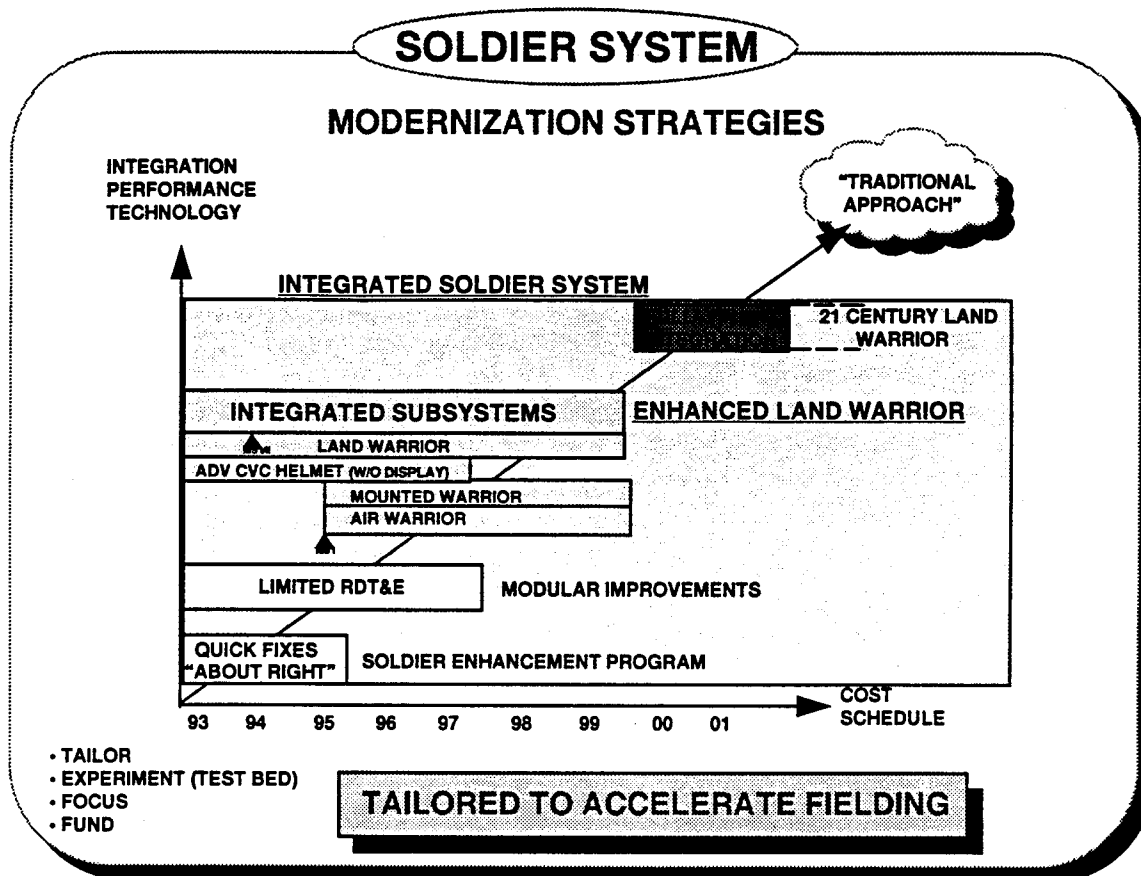 SOLDIER SYSTEM
MODERNIZATION STRATEGIES
INTEGRATION
PERFORMANCE
TECHNOLOGY
"TRADITIONAL
APPROACH"
INTEGRATED SOLDIER SYSTEM
21 CENTURY LAND
WARRIOR
INTEGRATED SUBSYSTEMS
ENHANCED LAND WARRIOR
LAND WARRIOR
ADV CVC HELMET (W/O DISPLAY)
MOUNTED WARRIOR
AIR WARRIOR
LIMITED RDT&E
MODULAR IMPROVEMENTS
QUICK FIXES
"ABOUT RIGHT"
SOLDIER ENHANCEMENT PROGRAM
93 94 95 96 97 98 99 00 01
COST
SCHEDULE
• TAILOR
• EXPERIMENT (TEST BED)
• FOCUS
• FUND
TAILORED TO ACCELERATE FIELDING